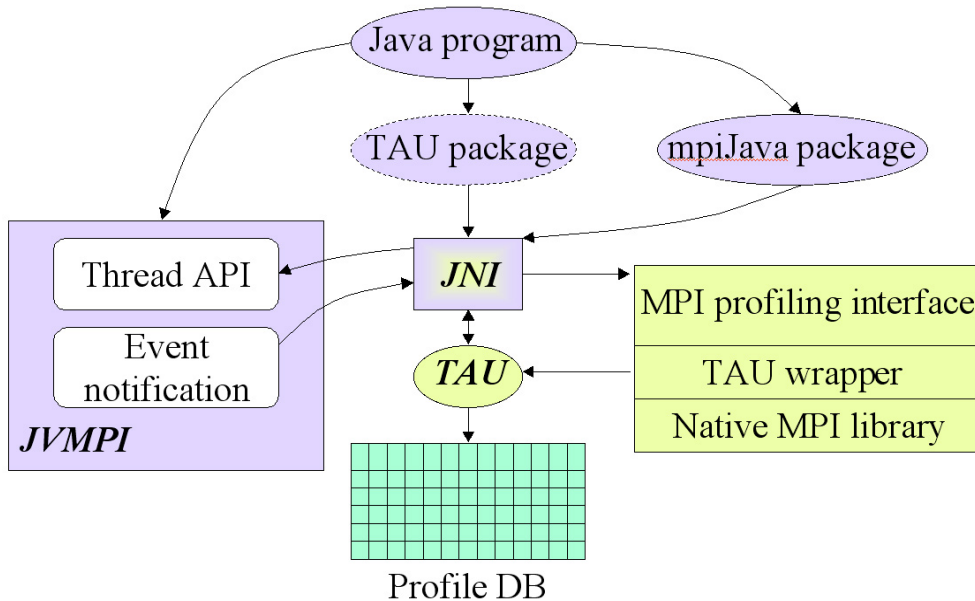 Java program
TAU package
mpiJava package
Thread API
JNI
MPI profiling interface
Event
notification
TAU
TAU wrapper
JVMPI
Native MPI library
Profile DB